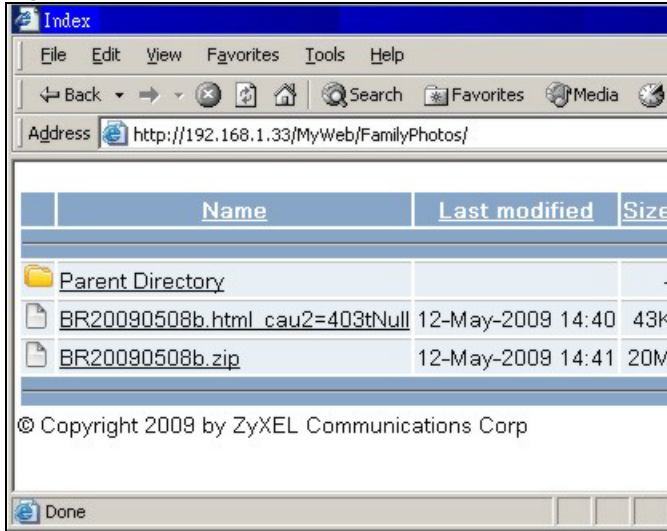 Index
File Edit View Favorites Tools Help
Back Search Favorites Media
Address http://192.168.1.33/MyWeb/FamilyPhotos/
Name Last modified Size
Parent Directory -
BR20090508b.html_cau2=403tNull 12-May-2009 14:40 43K
BR20090508b.zip 12-May-2009 14:41 20M
© Copyright 2009 by ZyXEL Communications Corp
Done